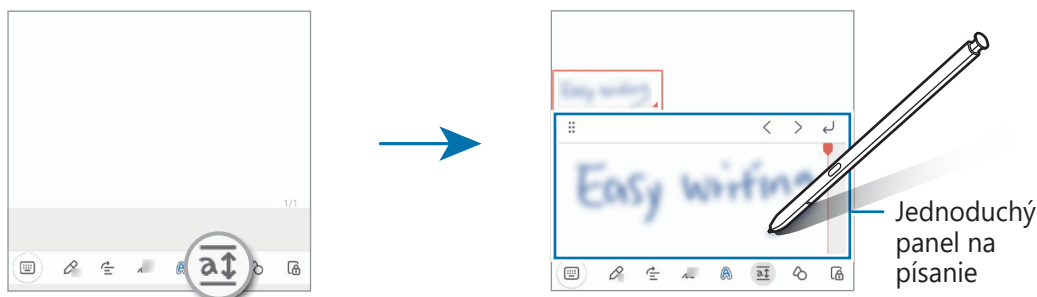 1/1
a
A
Easy writing
Easy writing
A
a
Jednoduchý
panel na
písanie